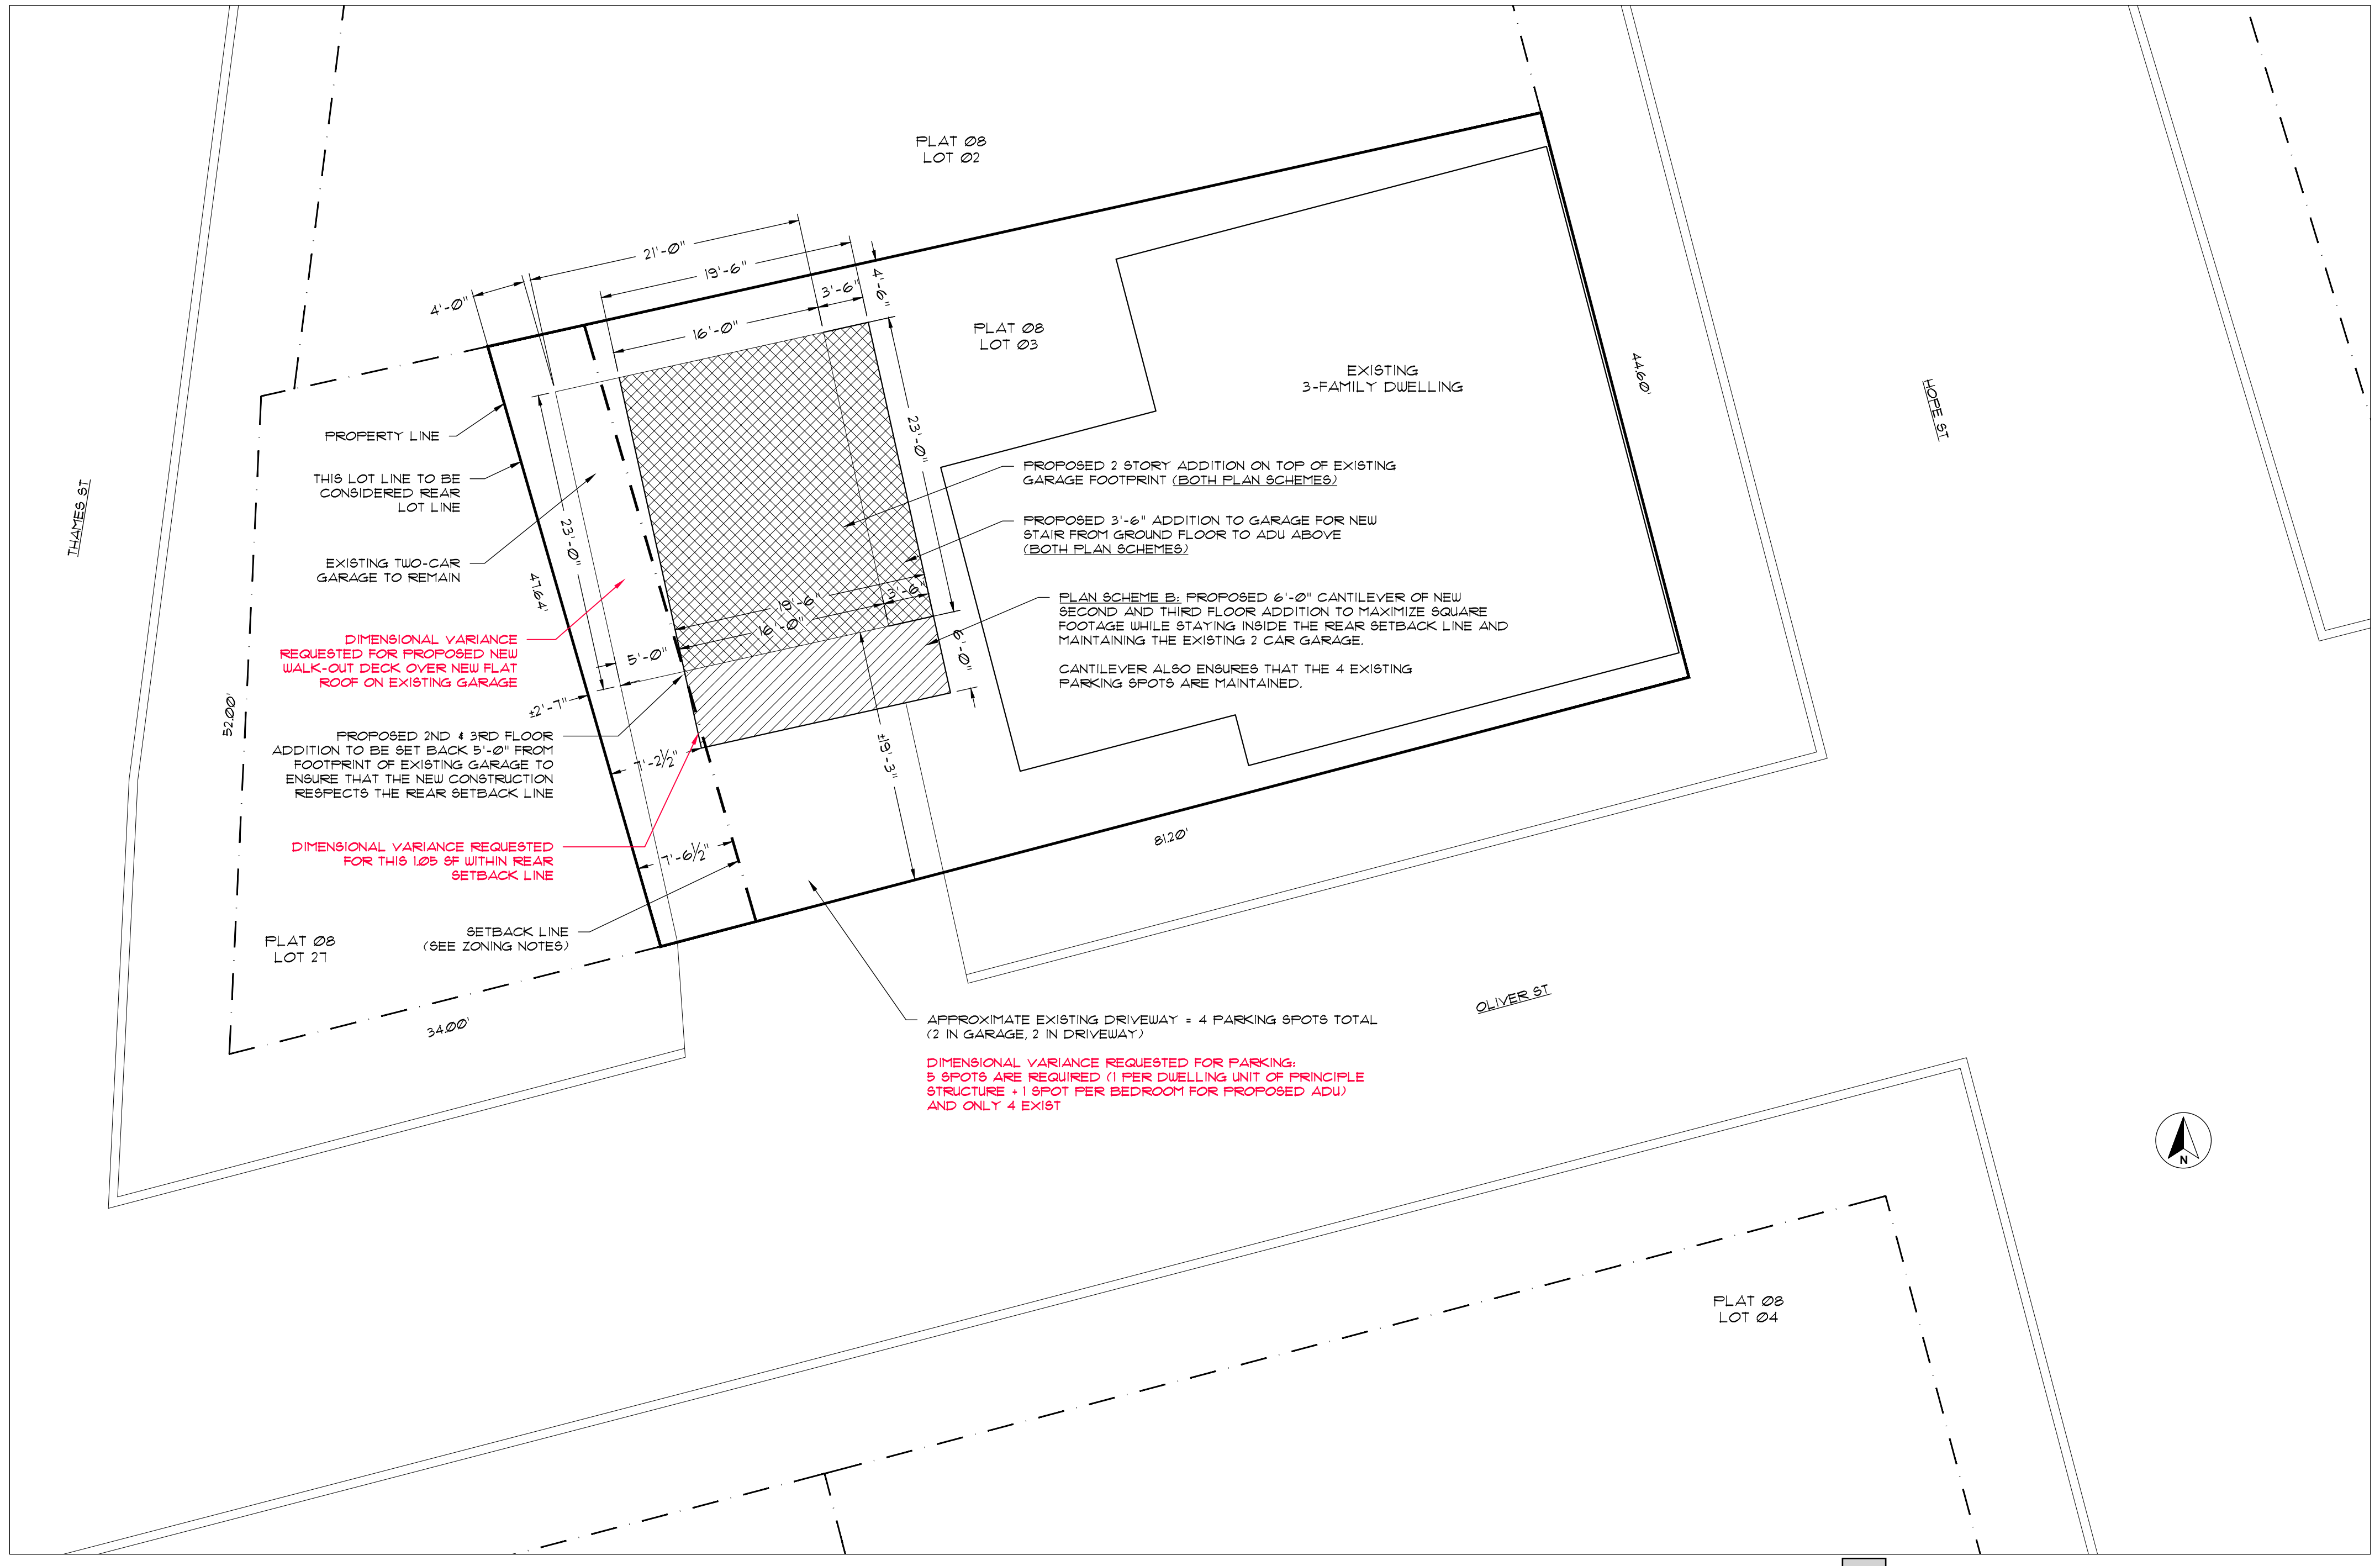 PLAT 08
LOT 02
21'-0"
19'-6"
4'-0"
3'-6"
4'-6"
16'-0"
PLAT 08
LOT 03
EXISTING
3-FAMILY DWELLING
44.60'
HOPE ST
THAMES ST
PROPERTY LINE
THIS LOT LINE TO BE
CONSIDERED REAR
LOT LINE
EXISTING TWO-CAR
GARAGE TO REMAIN
23'-0"
47.64'
23'-0"
PROPOSED 2 STORY ADDITION ON TOP OF EXISTING
GARAGE FOOTPRINT (BOTH PLAN SCHEMES)
PROPOSED 3'-6" ADDITION TO GARAGE FOR NEW
STAIR FROM GROUND FLOOR TO ADU ABOVE
(BOTH PLAN SCHEMES)
19'-6"
3'-6"
16'-0"
5'-0"
6'-0"
PLAN SCHEME B: PROPOSED 6'-0" CANTILEVER OF NEW
SECOND AND THIRD FLOOR ADDITION TO MAXIMIZE SQUARE
FOOTAGE WHILE STAYING INSIDE THE REAR SETBACK LINE AND
MAINTAINING THE EXISTING 2 CAR GARAGE.
CANTILEVER ALSO ENSURES THAT THE 4 EXISTING
PARKING SPOTS ARE MAINTAINED.
DIMENSIONAL VARIANCE
REQUESTED FOR PROPOSED NEW
WALK-OUT DECK OVER NEW FLAT
ROOF ON EXISTING GARAGE
52.00'
±2'-7"
PROPOSED 2ND & 3RD FLOOR
ADDITION TO BE SET BACK 5'-0" FROM
FOOTPRINT OF EXISTING GARAGE TO
ENSURE THAT THE NEW CONSTRUCTION
RESPECTS THE REAR SETBACK LINE
7'-2½"
±19'-3"
DIMENSIONAL VARIANCE REQUESTED
FOR THIS 1.05 SF WITHIN REAR
SETBACK LINE
7'-6½"
81.20'
SETBACK LINE
(SEE ZONING NOTES)
PLAT 08
LOT 27
34.00'
OLIVER ST
APPROXIMATE EXISTING DRIVEWAY = 4 PARKING SPOTS TOTAL
(2 IN GARAGE, 2 IN DRIVEWAY)
DIMENSIONAL VARIANCE REQUESTED FOR PARKING:
5 SPOTS ARE REQUIRED (1 PER DWELLING UNIT OF PRINCIPLE
STRUCTURE + 1 SPOT PER BEDROOM FOR PROPOSED ADU)
AND ONLY 4 EXIST
N
PLAT 08
LOT 04